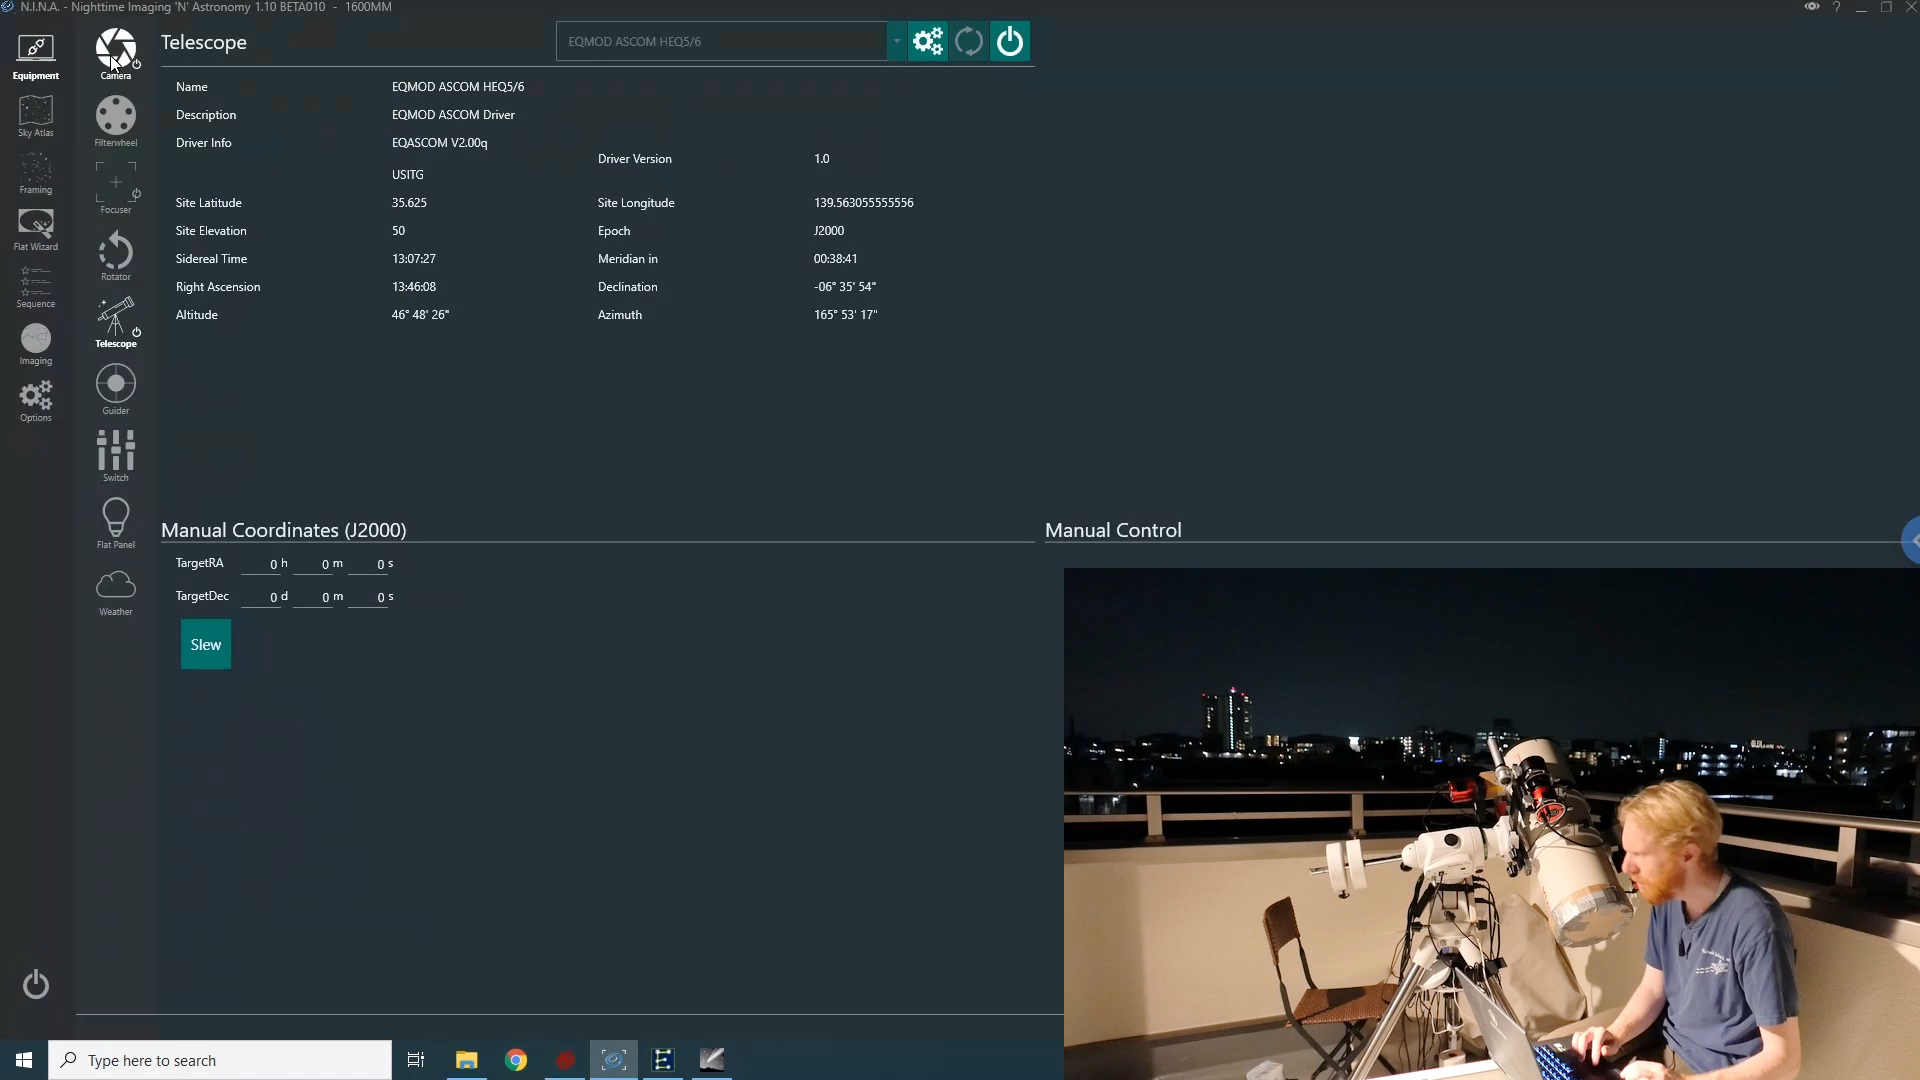 N.I.N.A. - Nighttime Imaging 'N' Astronomy 1.10 BETA010 - 1600MM
Equipment
Sky Atlas
Framing
Flat Wizard
Sequence
Imaging
Options
Camera
Filterwheel
Focuser
Rotator
Telescope
Guider
Switch
Flat Panel
Weather
Telescope
EQMOD ASCOM HEQ5/6
Name EQMOD ASCOM HEQ5/6
Description EQMOD ASCOM Driver
Driver Info EQASCOM V2.00q
Driver Version 1.0
USITG
Site Latitude 35.625 Site Longitude 139.563055555556
Site Elevation 50 Epoch J2000
Sidereal Time 13:07:27 Meridian in 00:38:41
Right Ascension 13:46:08 Declination -06° 35' 54"
Altitude 46° 48' 26" Azimuth 165° 53' 17"
Manual Coordinates (J2000)
TargetRA 0 h 0 m 0 s
TargetDec 0 d 0 m 0 s
Slew
Manual Control
Type here to search